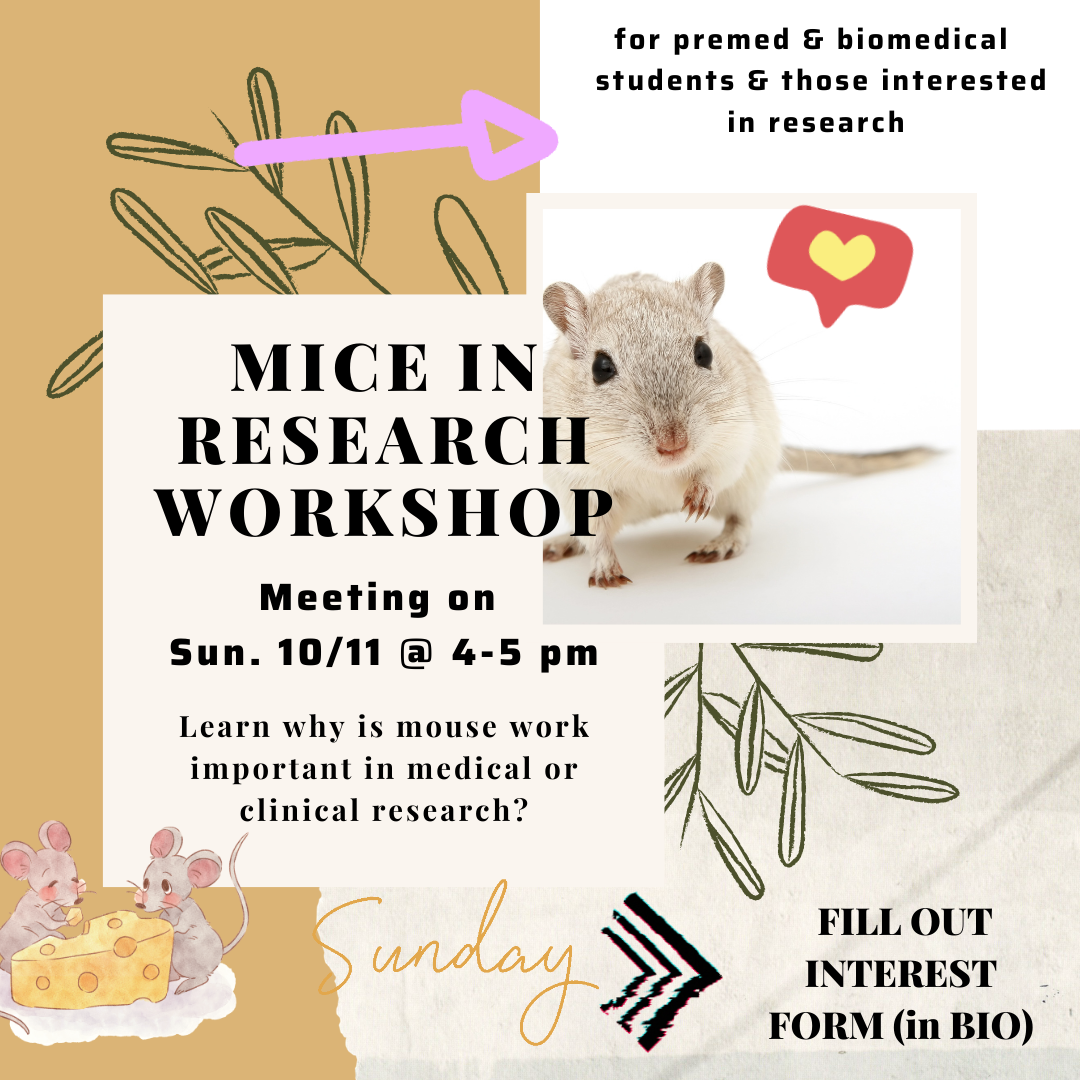 for premed & biomedical
students & those interested
in research
MICE IN
RESEARCH
WORKSHOP
Meeting on
Sun. 10/11 @ 4-5 pm
Learn why is mouse work
important in medical or
clinical research?
Sunday
FILL OUT
INTEREST
FORM (in BIO)